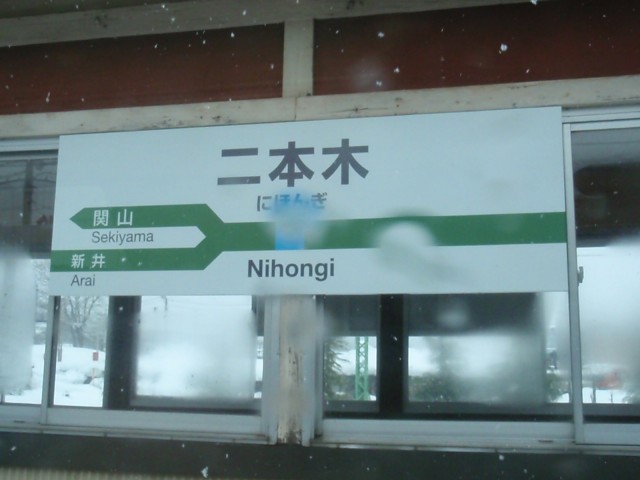 二本木
にほんぎ
関山
Sekiyama
新井
Arai
Nihongi